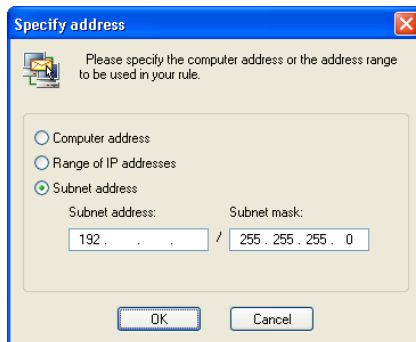 Specify address
Please specify the computer address or the address range
to be used in your rule.
Computer address
Range of IP addresses
Subnet address
Subnet address: Subnet mask:
192 . . . / 255 . 255 . 255 . 0
OK Cancel